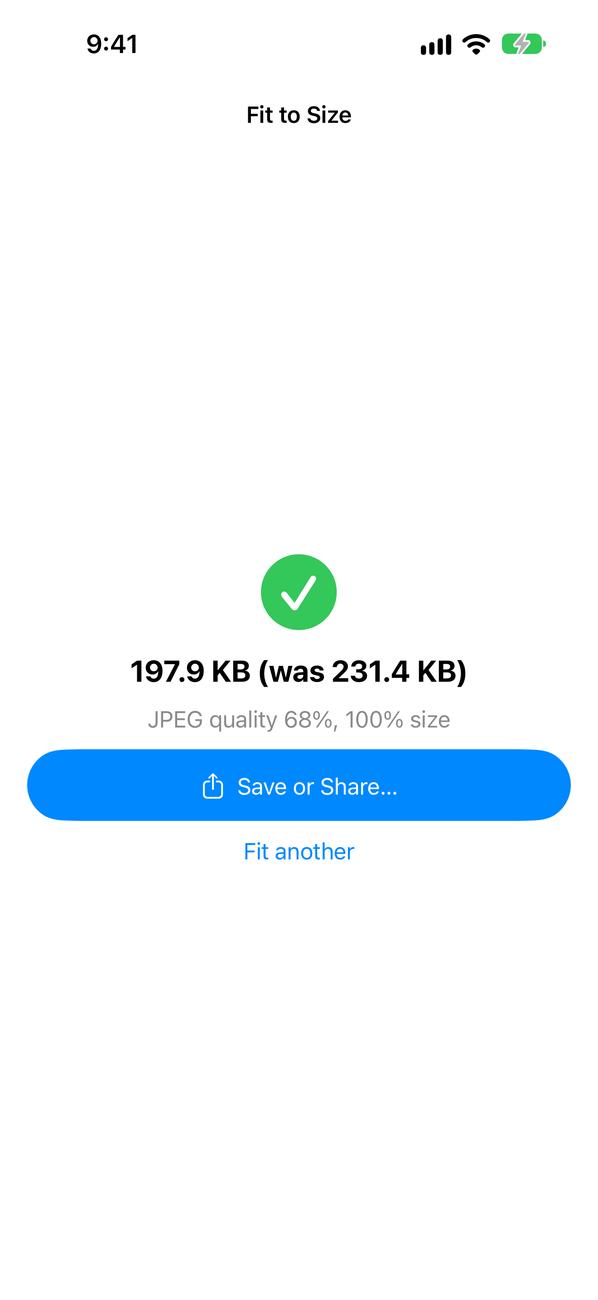 9:41
Fit to Size
197.9 KB (was 231.4 KB)
JPEG quality 68%, 100% size
Save or Share...
Fit another